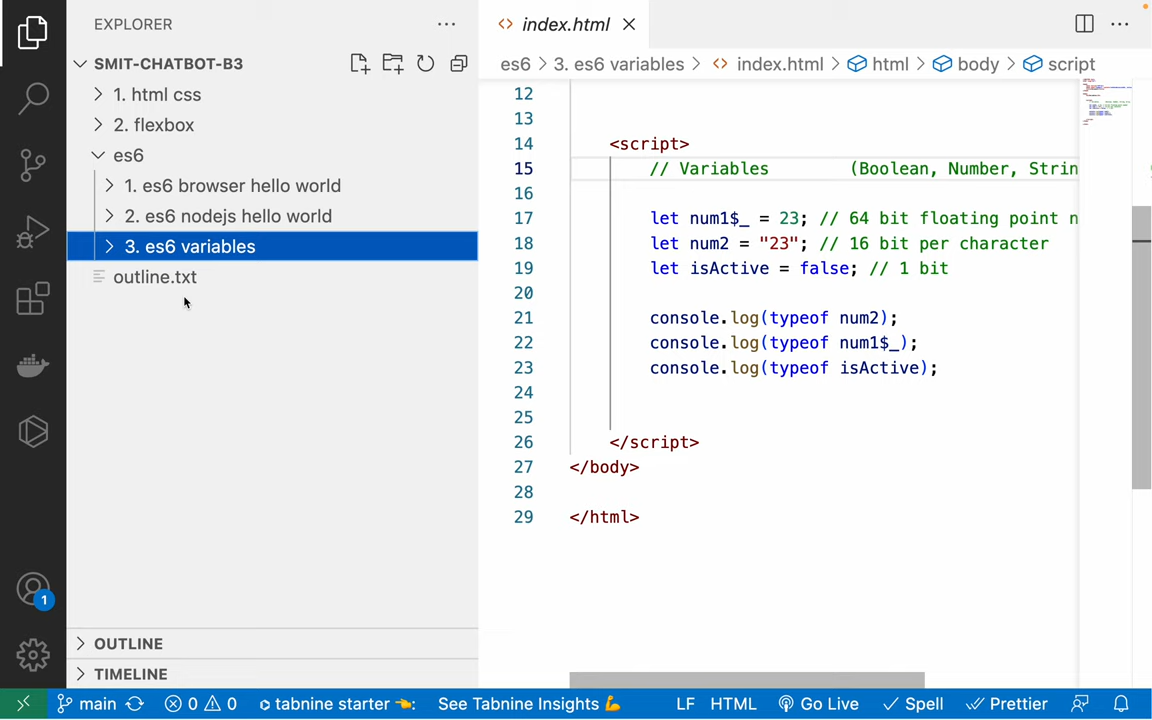 EXPLORER
SMIT-CHATBOT-B3
1. html css
2. flexbox
es6
1. es6 browser hello world
2. es6 nodejs hello world
3. es6 variables
outline.txt
OUTLINE
TIMELINE
1
index.html
es6 > 3. es6 variables > index.html > html > body > script
12
13
14 <script>
15 // Variables (Boolean, Number, Strin
16
17 let num1$_ = 23; // 64 bit floating point n
18 let num2 = "23"; // 16 bit per character
19 let isActive = false; // 1 bit
20
21 console.log(typeof num2);
22 console.log(typeof num1$_);
23 console.log(typeof isActive);
24
25
26 </script>
27 </body>
28
29 </html>
main 0 0 tabnine starter 👈: See Tabnine Insights 💪 LF HTML Go Live Spell Prettier